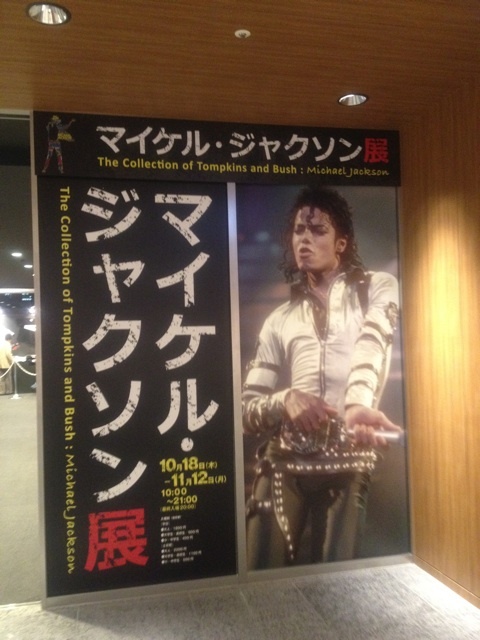 マイケル・ジャクソン展
The Collection of Tompkins and Bush : Michael Jackson
マイケル・
ジャクソン
展
The Collection of Tompkins and Bush : Michael Jackson
10月18日(木)
-11月12日(月)
10:00
~21:00